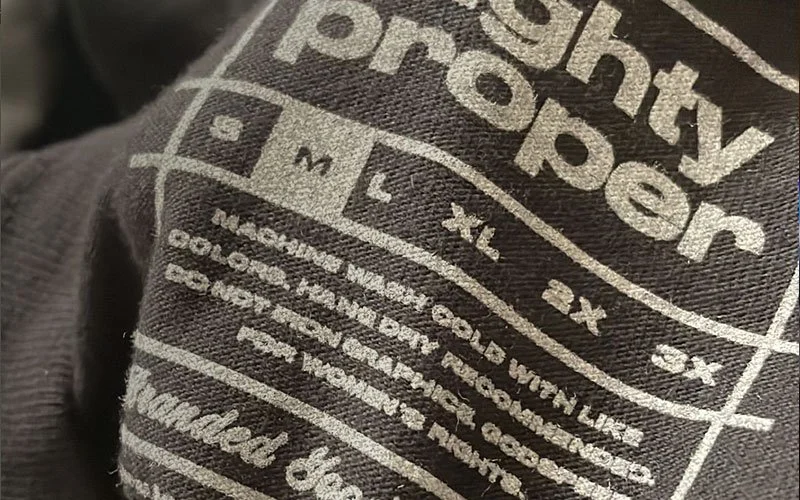 ghty
proper
S M L XL 2X 3X
MACHINE WASH COLD WITH LIKE
COLORS. HANG DRY RECOMMENDED.
DO NOT IRON GRAPHICS.
FOR WOMEN'S RIGHTS.
Branded